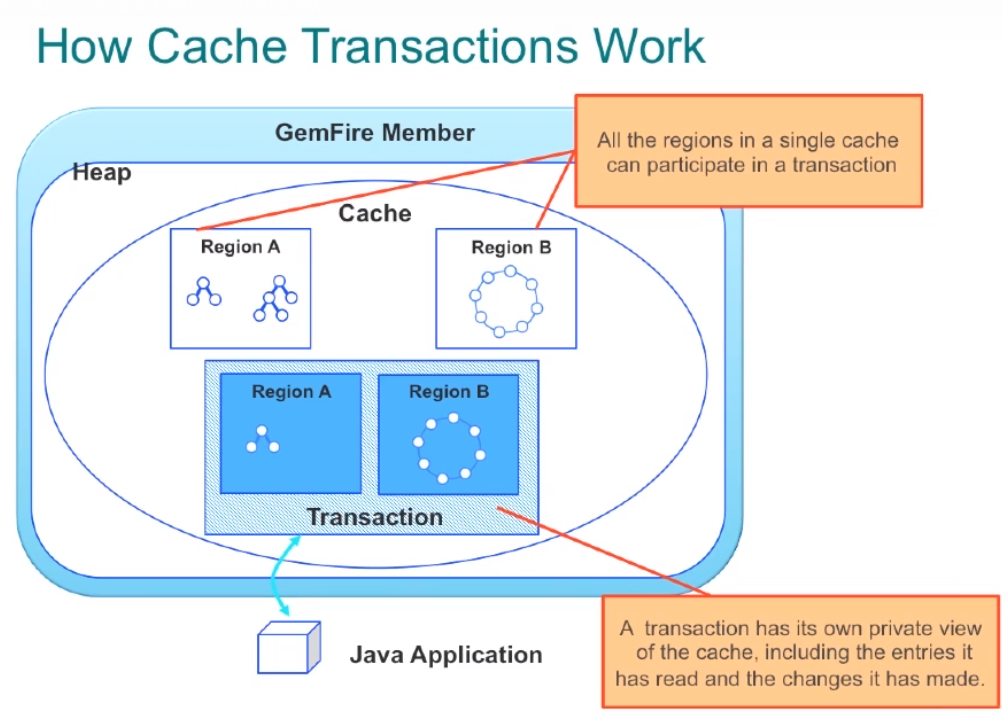 How Cache Transactions Work
GemFire Member
All the regions in a single cache
can participate in a transaction
Heap
Cache
Region A
Region B
Region A
Region B
Transaction
A transaction has its own private view
of the cache, including the entries it
has read and the changes it has made.
Java Application